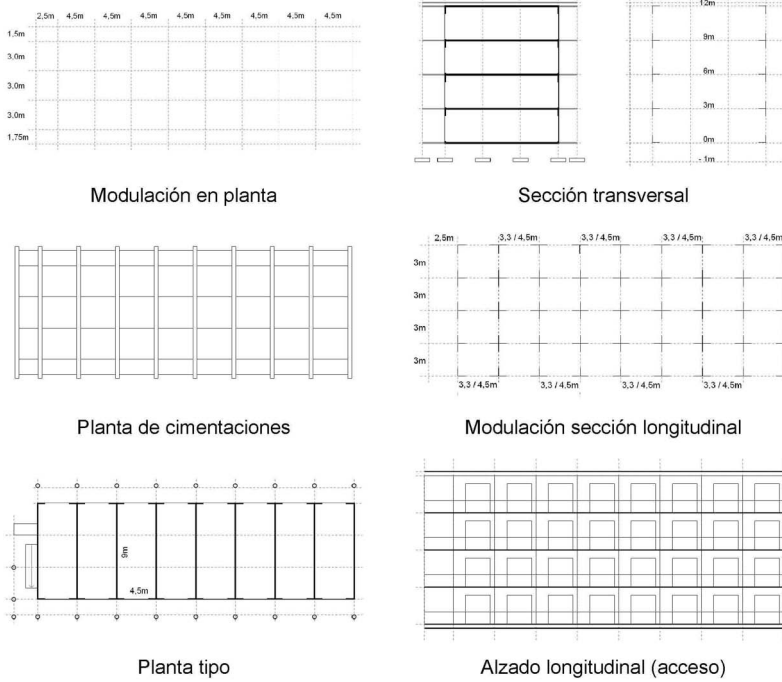 2,5m 4,5m 4,5m 4,5m 4,5m 4,5m 4,5m 4,5m
1,5m
3,0m
3,0m
3,0m
1,75m
Modulación en planta
12m
9m
6m
3m
0m
- 1m
Sección transversal
Planta de cimentaciones
2,5m 3,3 / 4,5m 3,3 / 4,5m 3,3 / 4,5m 3,3 / 4,5m
3m
3m
3m
3m
3,3 / 4,5m 3,3 / 4,5m 3,3 / 4,5m 3,3 / 4,5m
Modulación sección longitudinal
9m
4,5m
Planta tipo
Alzado longitudinal (acceso)